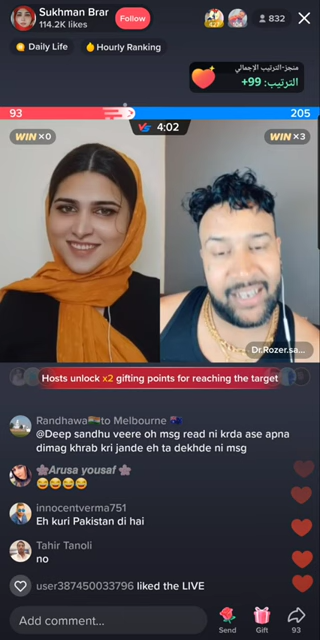 Sukhman Brar
114.2K likes
Follow
832
Daily Life
Hourly Ranking
منجز-الترتيب الإجمالي
الترتيب: 99+
93
205
VS 4:02
WIN ×0
WIN ×3
Dr.Rozer.sa...
Hosts unlock x2 gifting points for reaching the target
Randhawa🇮🇳to Melbourne 🇦🇺
@Deep sandhu veere oh msg read ni krda ase apna
dimag khrab kri jande eh ta dekhde ni msg
🌸Arusa yousaf🌸
😂😂😂😂
innocentverma751
Eh kuri Pakistan di hai
Tahir Tanoli
no
user387450033796 liked the LIVE
Add comment...
Send
Gift
93